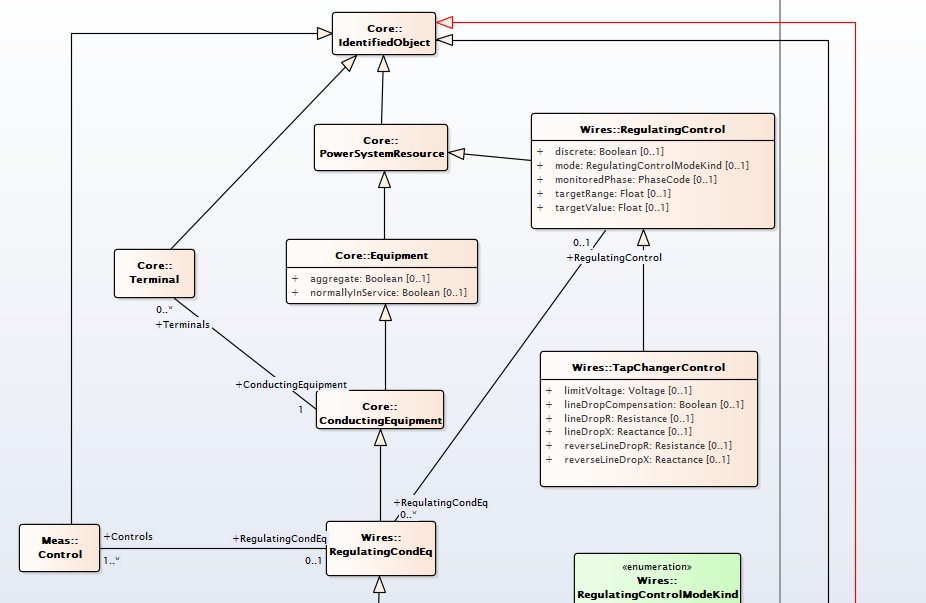 Core::
IdentifiedObject
Core::
PowerSystemResource
Wires::RegulatingControl
+ discrete: Boolean [0..1]
+ mode: RegulatingControlModeKind [0..1]
+ monitoredPhase: PhaseCode [0..1]
+ targetRange: Float [0..1]
+ targetValue: Float [0..1]
0..1
+RegulatingControl
Core::
Terminal
0..*
+Terminals
Core::Equipment
+ aggregate: Boolean [0..1]
+ normallyInService: Boolean [0..1]
Wires::TapChangerControl
+ limitVoltage: Voltage [0..1]
+ lineDropCompensation: Boolean [0..1]
+ lineDropR: Resistance [0..1]
+ lineDropX: Reactance [0..1]
+ reverseLineDropR: Resistance [0..1]
+ reverseLineDropX: Reactance [0..1]
+ConductingEquipment
1
Core::
ConductingEquipment
+RegulatingCondEq
0..*
Meas::
Control
+Controls
1..*
+RegulatingCondEq
0..1
Wires::
RegulatingCondEq
«enumeration»
Wires::
RegulatingControlModeKind